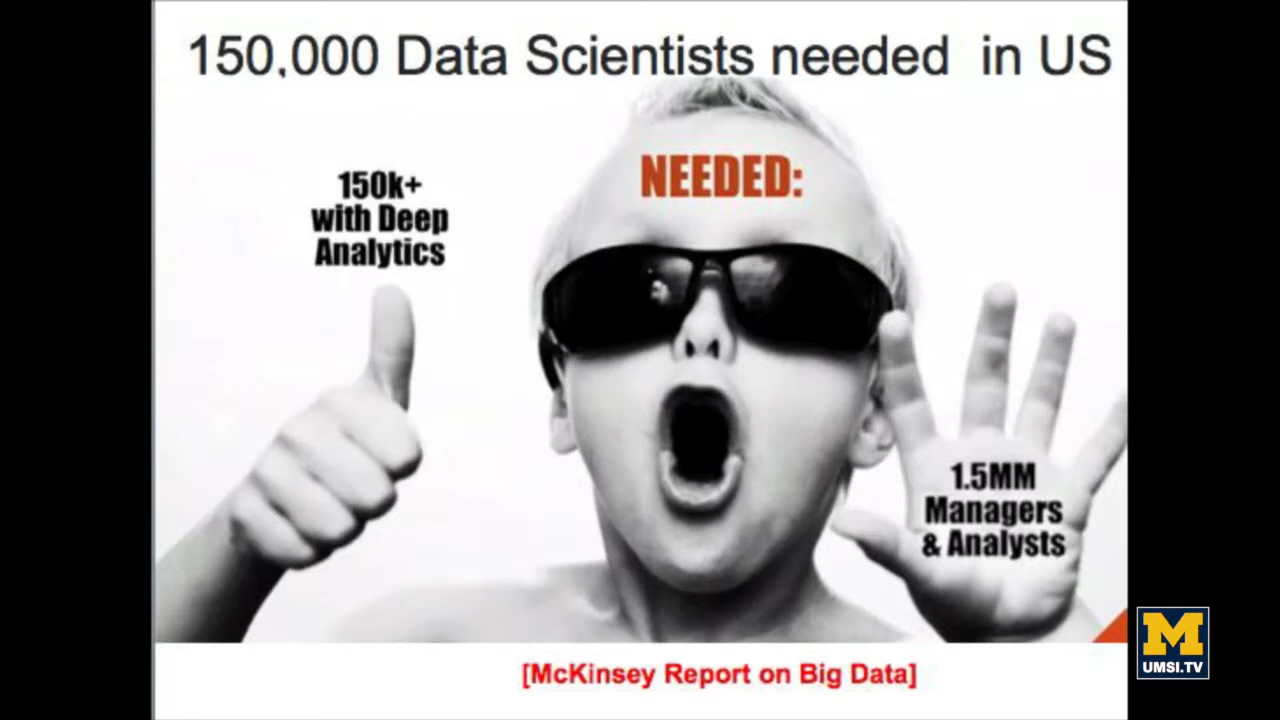 150,000 Data Scientists needed in US
NEEDED:
150k+
with Deep
Analytics
1.5MM
Managers
& Analysts
[McKinsey Report on Big Data]
M
UMSI.TV